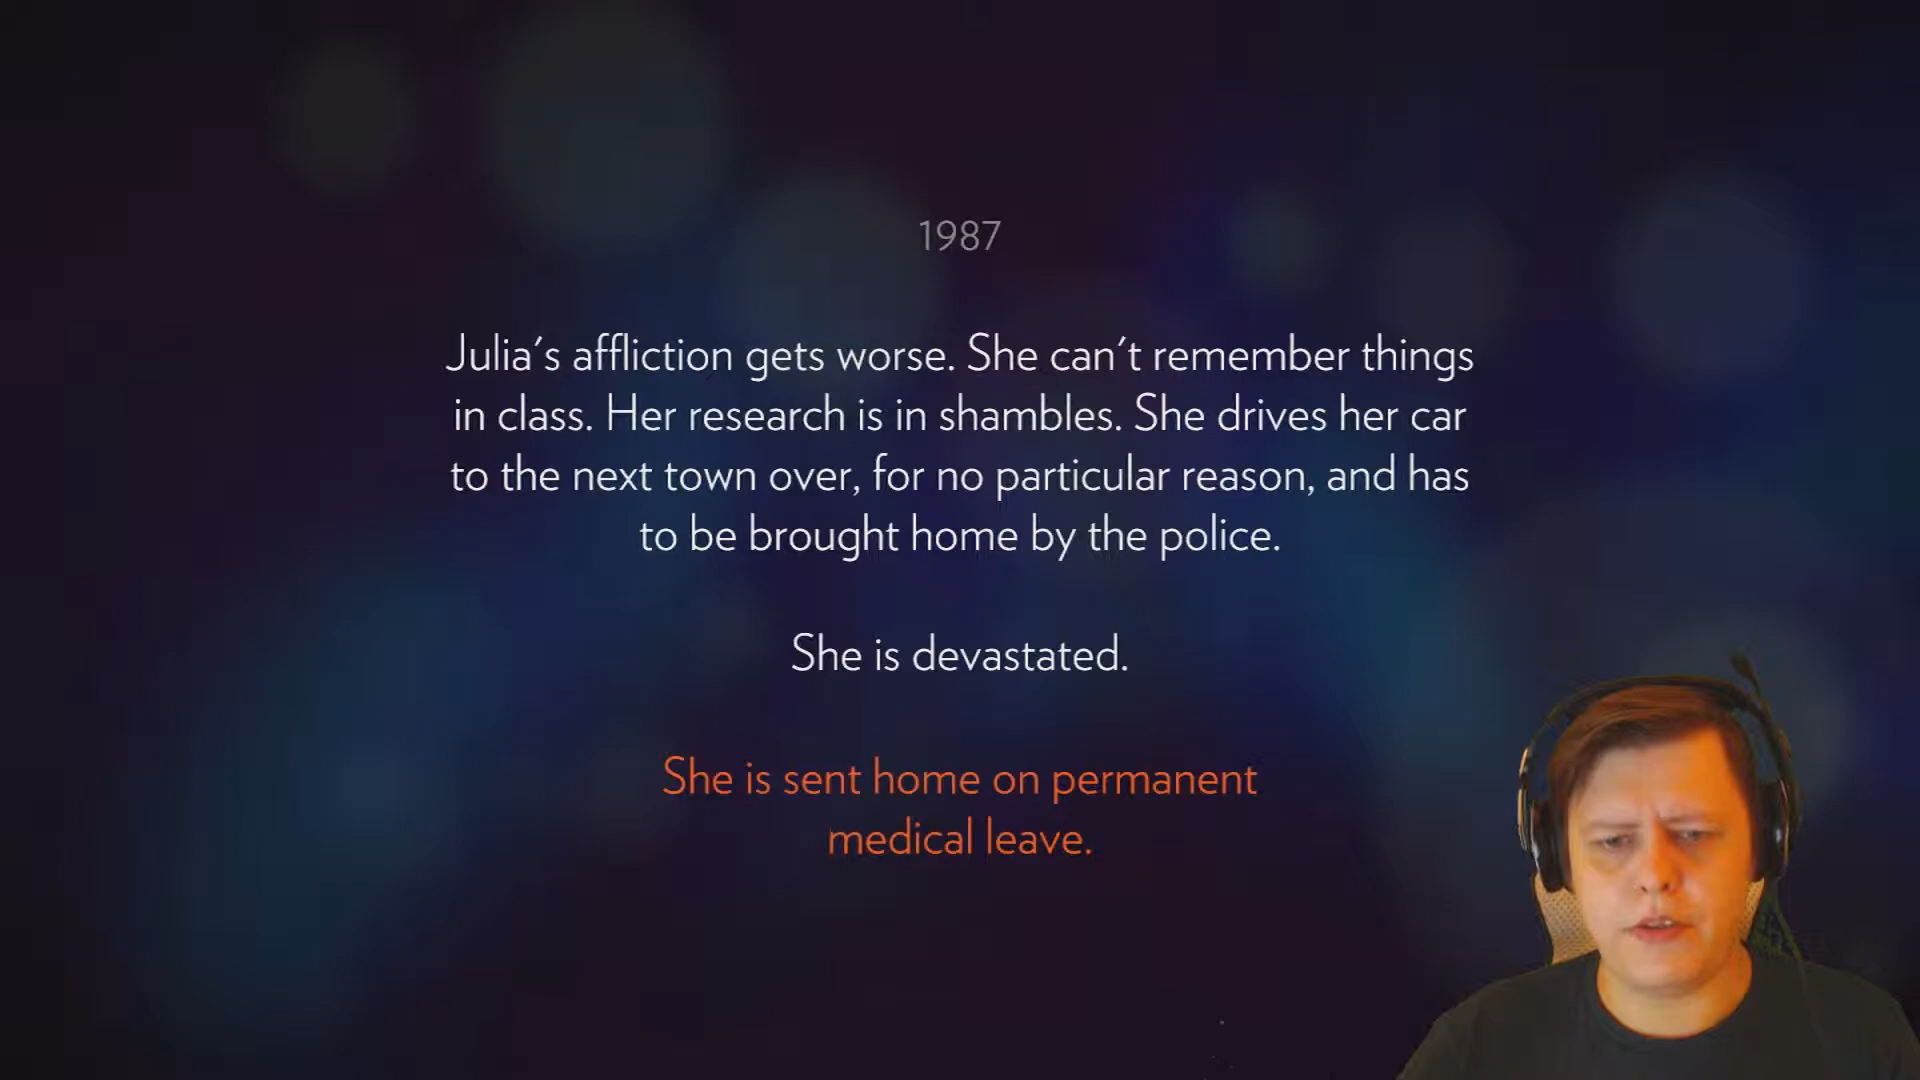 1987
Julia's affliction gets worse. She can't remember things
in class. Her research is in shambles. She drives her car
to the next town over, for no particular reason, and has
to be brought home by the police.
She is devastated.
She is sent home on permanent
medical leave.